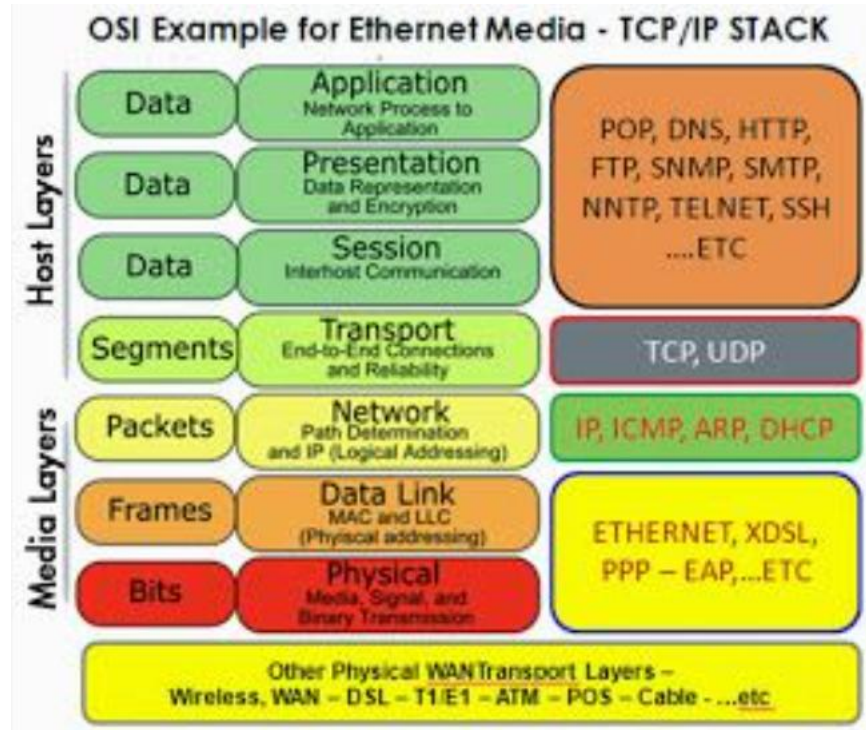 OSI Example for Ethernet Media - TCP/IP STACK
Host Layers
Data
Application
Network Process to
Application
Data
Presentation
Data Representation
and Encryption
Data
Session
Interhost Communication
POP, DNS, HTTP,
FTP, SNMP, SMTP,
NNTP, TELNET, SSH
....ETC
Segments
Transport
End-to-End Connections
and Reliability
TCP, UDP
Media Layers
Packets
Network
Path Determination
and IP (Logical Addressing)
IP, ICMP, ARP, DHCP
Frames
Data Link
MAC and LLC
(Phyiscal addressing)
Bits
Physical
Media, Signal, and
Binary Transmission
ETHERNET, XDSL,
PPP – EAP,...ETC
Other Physical WANTransport Layers –
Wireless, WAN – DSL – T1/E1 – ATM – POS – Cable - ...etc